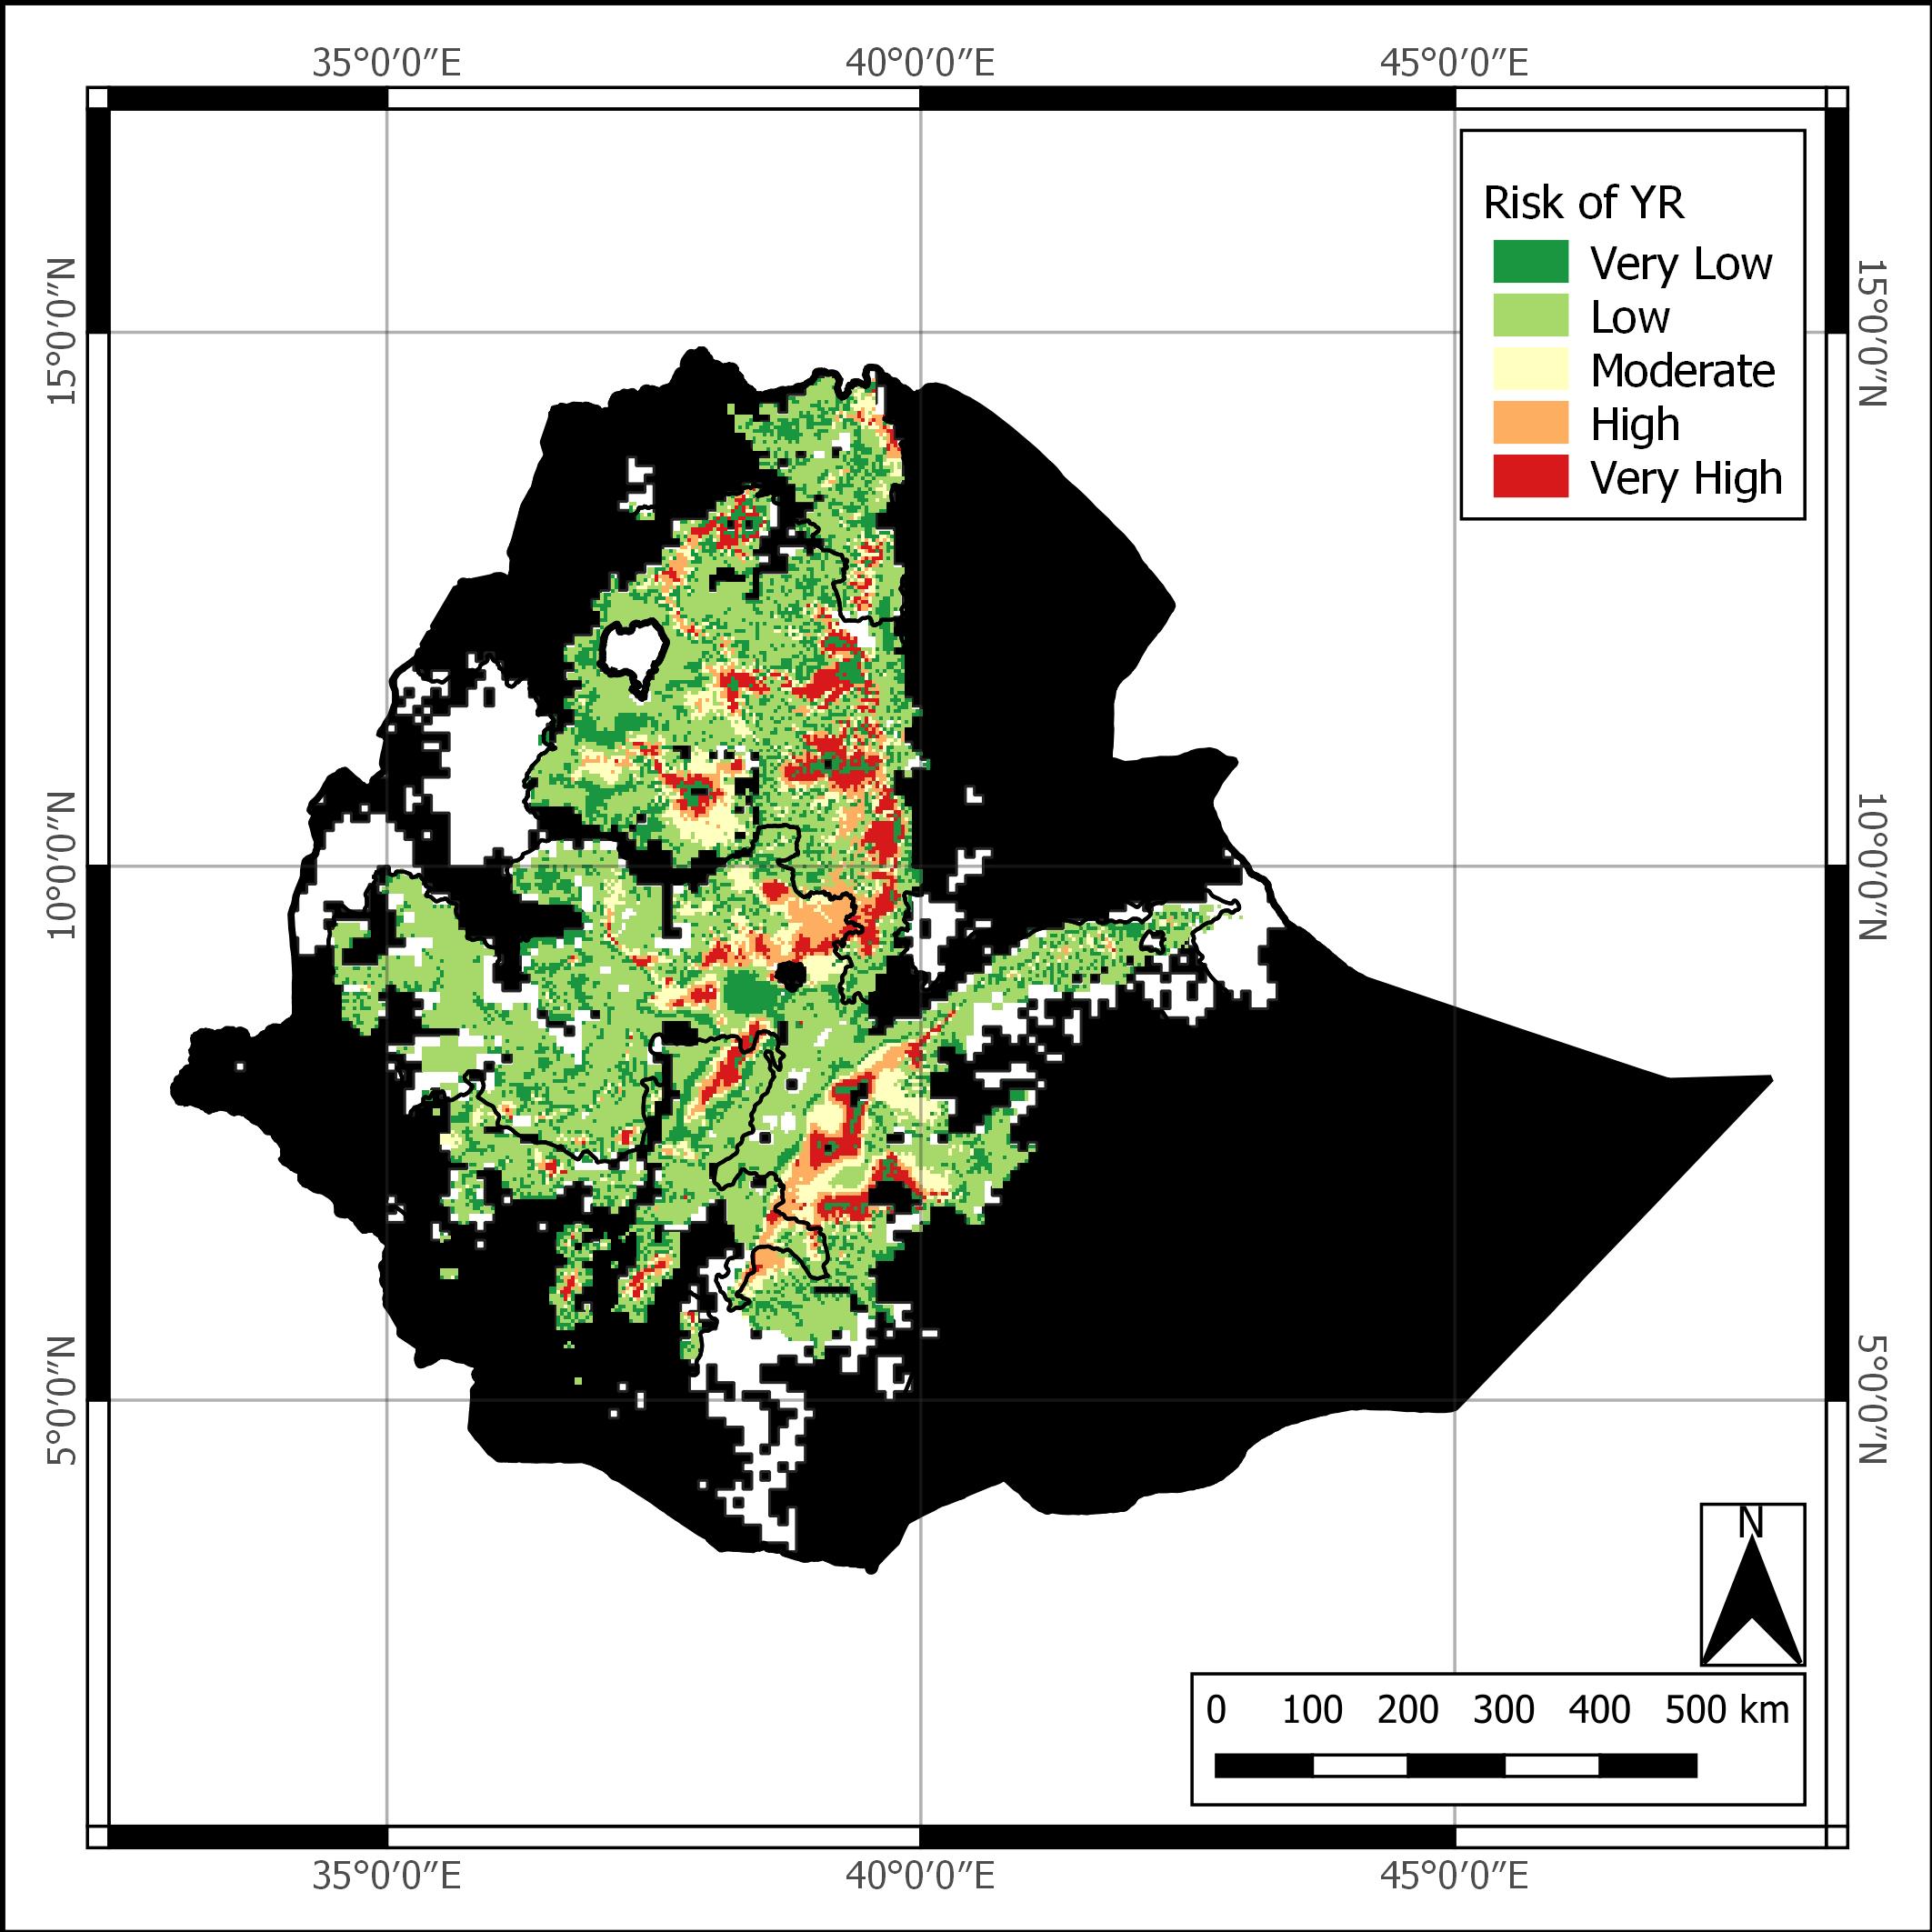 35°0′0″E 40°0′0″E 45°0′0″E
Risk of YR
Very Low
Low
Moderate
High
Very High
15°0′0″N 15°0′0″N
10°0′0″N 10°0′0″N
5°0′0″N 5°0′0″N
N
0 100 200 300 400 500 km
35°0′0″E 40°0′0″E 45°0′0″E